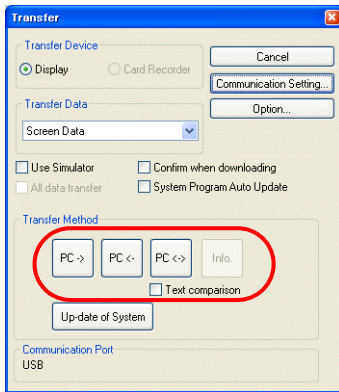 Transfer
Transfer Device
Display
Card Recorder
Cancel
Communication Setting...
Option...
Transfer Data
Screen Data
Use Simulator
Confirm when downloading
All data transfer
System Program Auto Update
Transfer Method
PC ->
PC <-
PC <->
Info.
Text comparison
Up-date of System
Communication Port
USB